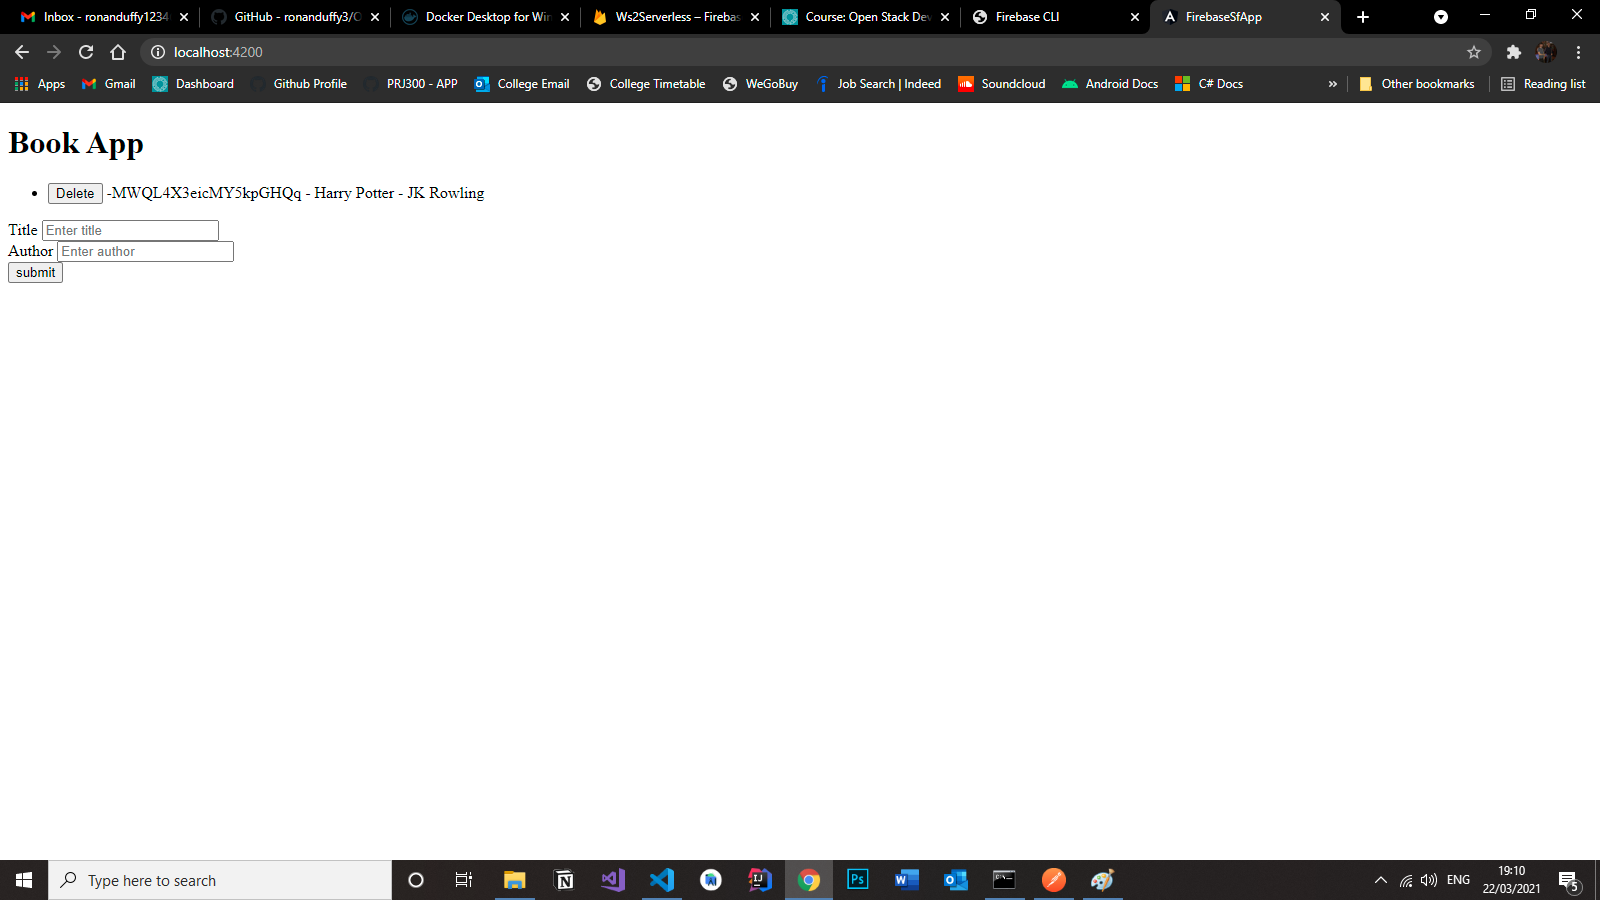 Inbox - ronanduffy1234
GitHub - ronanduffy3/O
Docker Desktop for Win
Ws2Serverless – Firebas
Course: Open Stack Dev
Firebase CLI
FirebaseSfApp
localhost:4200
Apps
Gmail
Dashboard
Github Profile
PRJ300 - APP
College Email
College Timetable
WeGoBuy
Job Search | Indeed
Soundcloud
Android Docs
C# Docs
»
Other bookmarks
Reading list
Book App
• Delete -MWQL4X3eicMY5kpGHQq - Harry Potter - JK Rowling
Title Enter title
Author Enter author
submit
Type here to search
Ps
ENG
19:10
22/03/2021
5